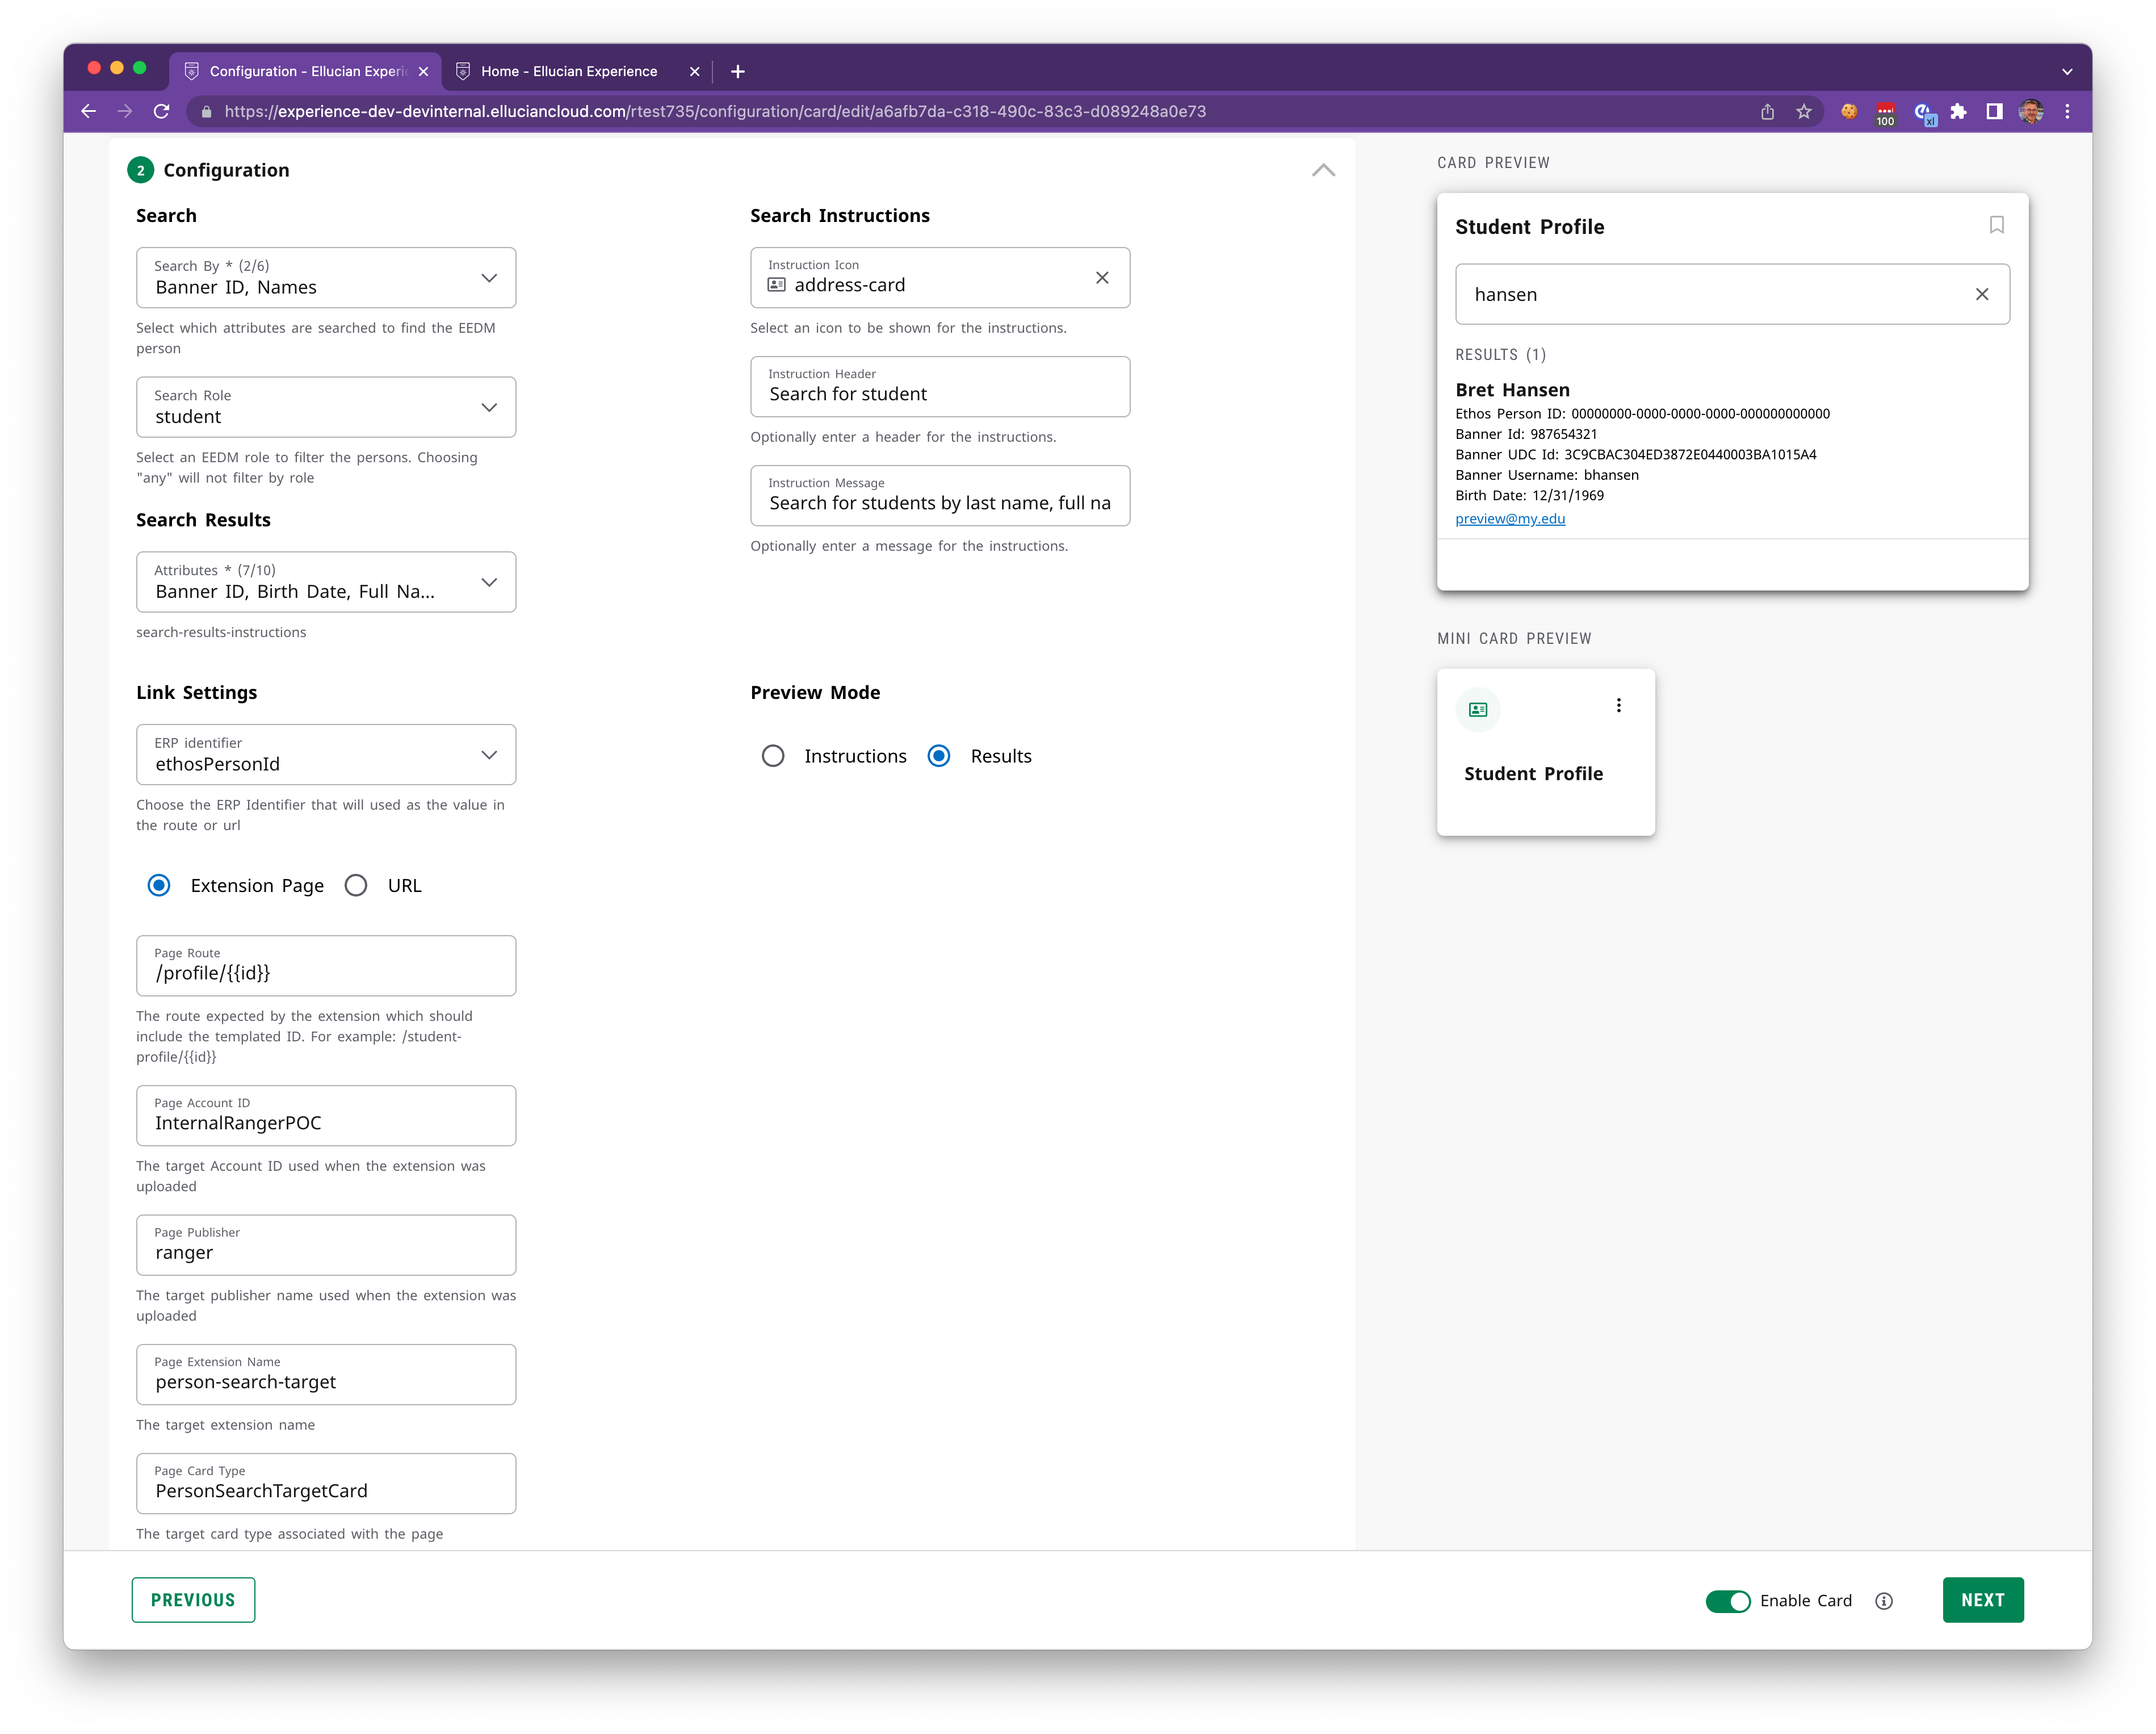 Configuration - Ellucian Experie
Home - Ellucian Experience
https://experience-dev-devinternal.elluciancloud.com/rtest735/configuration/card/edit/a6afb7da-c318-490c-83c3-d089248a0e73
100
xl
2 Configuration
Search
Search By * (2/6)
Banner ID, Names
Select which attributes are searched to find the EEDM
person
Search Role
student
Select an EEDM role to filter the persons. Choosing
"any" will not filter by role
Search Results
Attributes * (7/10)
Banner ID, Birth Date, Full Na...
search-results-instructions
Search Instructions
Instruction Icon
address-card
Select an icon to be shown for the instructions.
Instruction Header
Search for student
Optionally enter a header for the instructions.
Instruction Message
Search for students by last name, full na
Optionally enter a message for the instructions.
Link Settings
ERP identifier
ethosPersonId
Choose the ERP Identifier that will used as the value in
the route or url
Extension Page
URL
Page Route
/profile/{{id}}
The route expected by the extension which should
include the templated ID. For example: /student-
profile/{{id}}
Page Account ID
InternalRangerPOC
The target Account ID used when the extension was
uploaded
Page Publisher
ranger
The target publisher name used when the extension was
uploaded
Page Extension Name
person-search-target
The target extension name
Page Card Type
PersonSearchTargetCard
The target card type associated with the page
Preview Mode
Instructions
Results
CARD PREVIEW
Student Profile
hansen
RESULTS (1)
Bret Hansen
Ethos Person ID: 00000000-0000-0000-0000-000000000000
Banner Id: 987654321
Banner UDC Id: 3C9CBAC304ED3872E0440003BA1015A4
Banner Username: bhansen
Birth Date: 12/31/1969
preview@my.edu
MINI CARD PREVIEW
Student Profile
PREVIOUS
Enable Card
NEXT